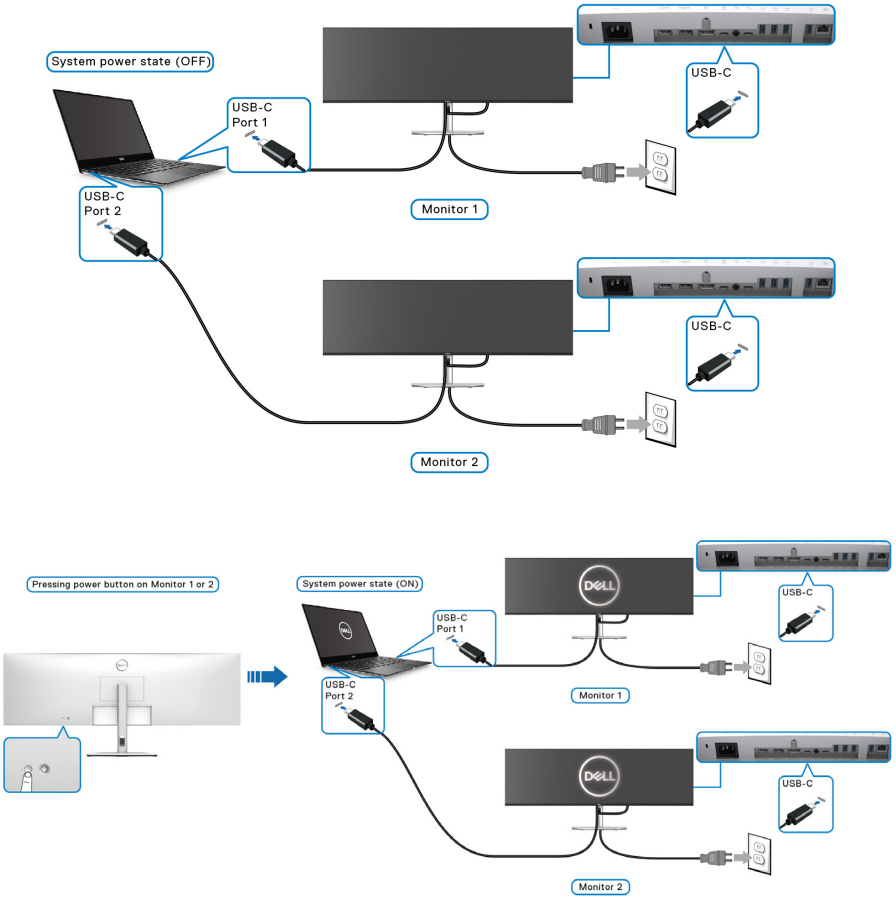 System power state (OFF)
USB-C
Port 1
USB-C
Monitor 1
USB-C
Port 2
USB-C
Monitor 2
Pressing power button on Monitor 1 or 2
System power state (ON)
DELL
DELL
USB-C
Port 1
USB-C
DELL
Monitor 1
USB-C
Port 2
DELL
USB-C
Monitor 2